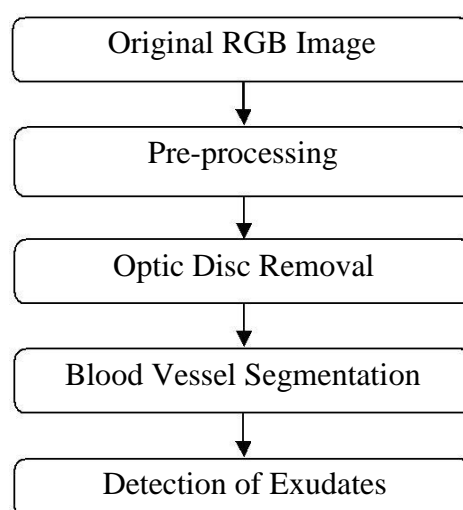 Original RGB Image
Pre-processing
Optic Disc Removal
Blood Vessel Segmentation
Detection of Exudates